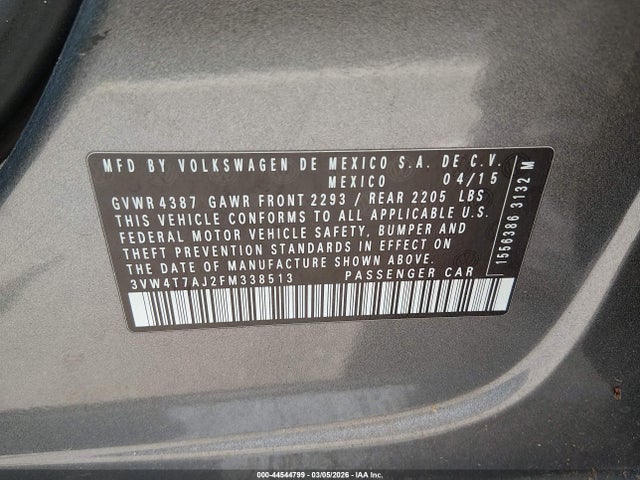 MFD BY VOLKSWAGEN DE MEXICO S.A. DE C.V.
MEXICO 04/15
GVWR 4387 GAWR FRONT 2293 / REAR 2205 LBS
THIS VEHICLE CONFORMS TO ALL APPLICABLE U.S.
FEDERAL MOTOR VEHICLE SAFETY, BUMPER AND
THEFT PREVENTION STANDARDS IN EFFECT ON
THE DATE OF MANUFACTURE SHOWN ABOVE.
3VW4T7AJ2FM338513 PASSENGER CAR
1556386 3132 M
000-44544799 | 03/05/2026 | IAA Inc.